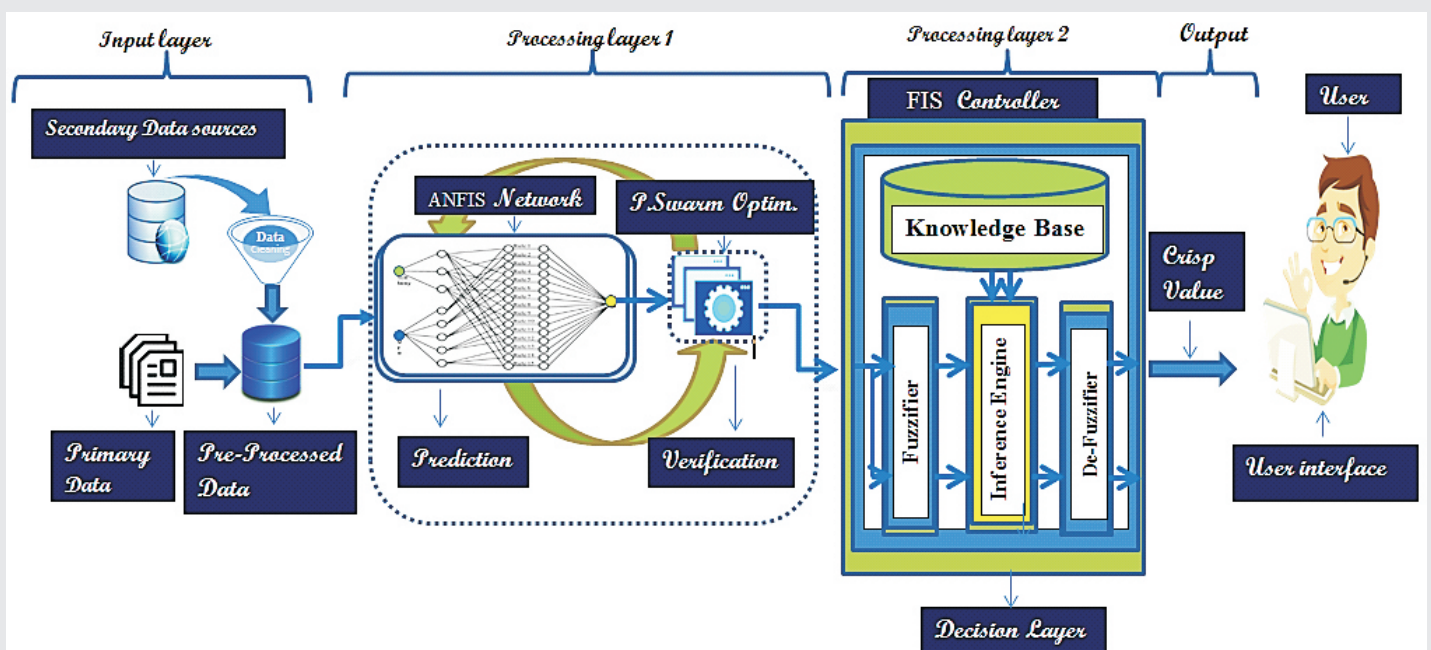 Input layer
Processing layer 1
Processing layer 2
Output
Secondary Data sources
Data
Cleaning
Primary
Data
Pre-Processed
Data
ANFIS Network
P.Swarm Optim.
Prediction
Verification
FIS Controller
Knowledge Base
Fuzzifier
Inference Engine
De-Fuzzifier
Decision Layer
Crisp
Value
User
User interface